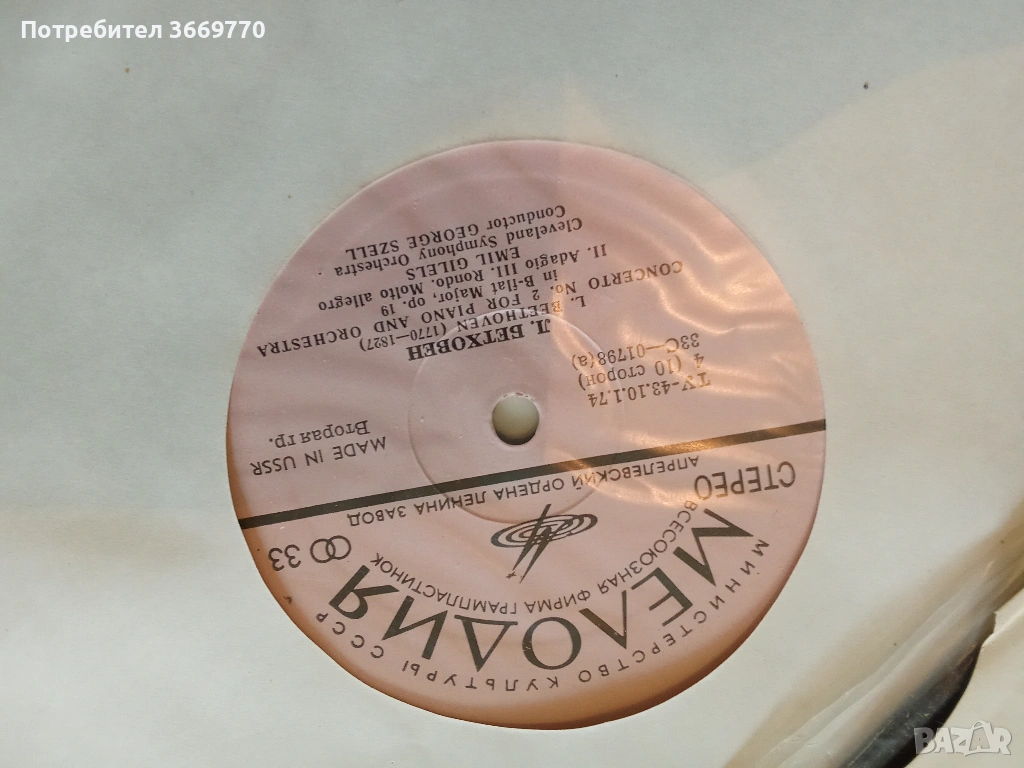 Потребител 3669770
МИНИСТЕРСТВО КУЛЬТУРЫ СССР
МЕЛОДИЯ
ВСЕСОЮЗНАЯ ФИРМА ГРАМПЛАСТИНОК
СТЕРЕО
33
АПРЕЛЕВСКИЙ ОРДЕНА ЛЕНИНА ЗАВОД
MADE IN USSR
Вторая гр.
ТУ-43.10.1.74
4 (10 сторон)
33С—01798(а)
Л. БЕТХОВЕН
L. BEETHOVEN (1770—1827)
CONCERTO No. 2 FOR PIANO AND ORCHESTRA
in B-flat Major, op. 19
II. Adagio III. Rondo. Molto allegro
EMIL GILELS
Cleveland Symphony Orchestra
Conductor GEORGE SZELL
BAZAR